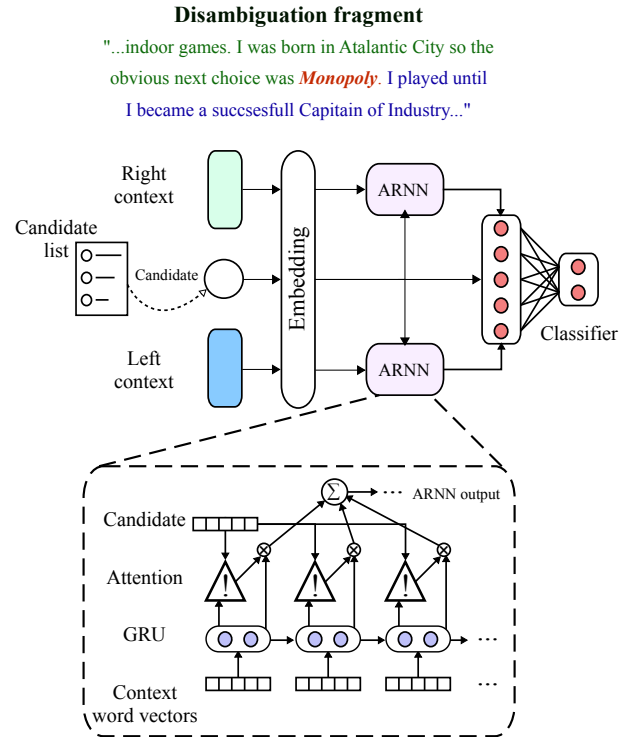 Disambiguation fragment
"...indoor games. I was born in Atalantic City so the
obvious next choice was Monopoly. I played until
I became a succsesfull Capitain of Industry..."
Right
context
ARNN
Candidate
list
Candidate
Embedding
Classifier
Left
context
ARNN
Σ
... ARNN output
Candidate
Attention
! ! !
GRU
...
Context
word vectors
...